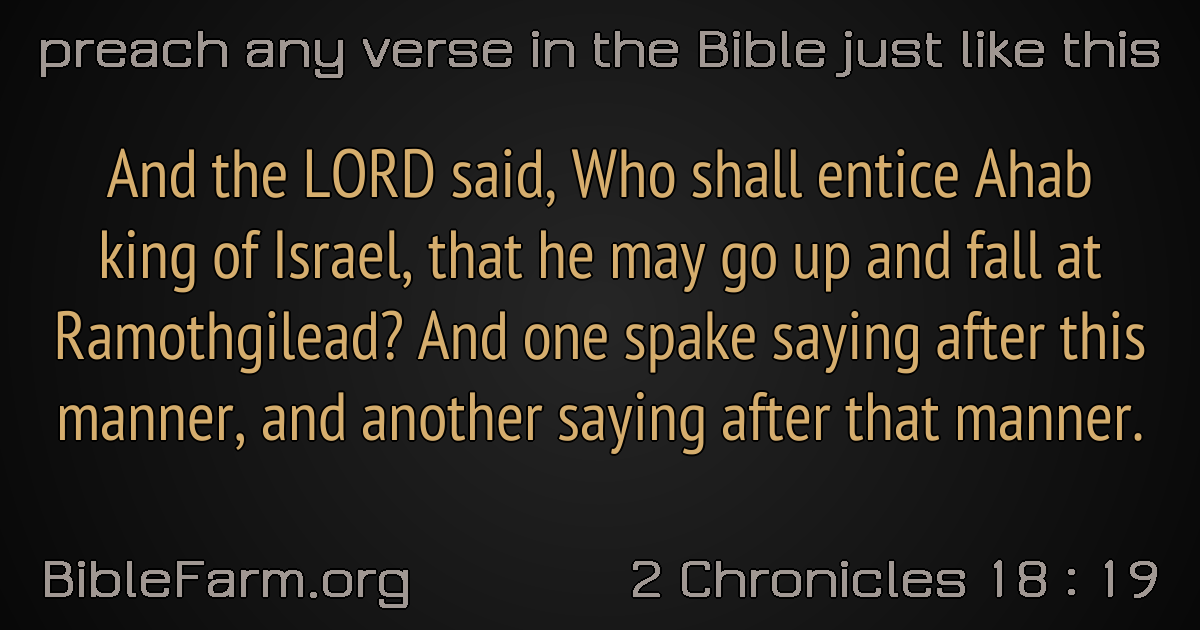 preach any verse in the Bible just like this
And the LORD said, Who shall entice Ahab
king of Israel, that he may go up and fall at
Ramothgilead? And one spake saying after this
manner, and another saying after that manner.
BibleFarm.org
2 Chronicles 18 : 19